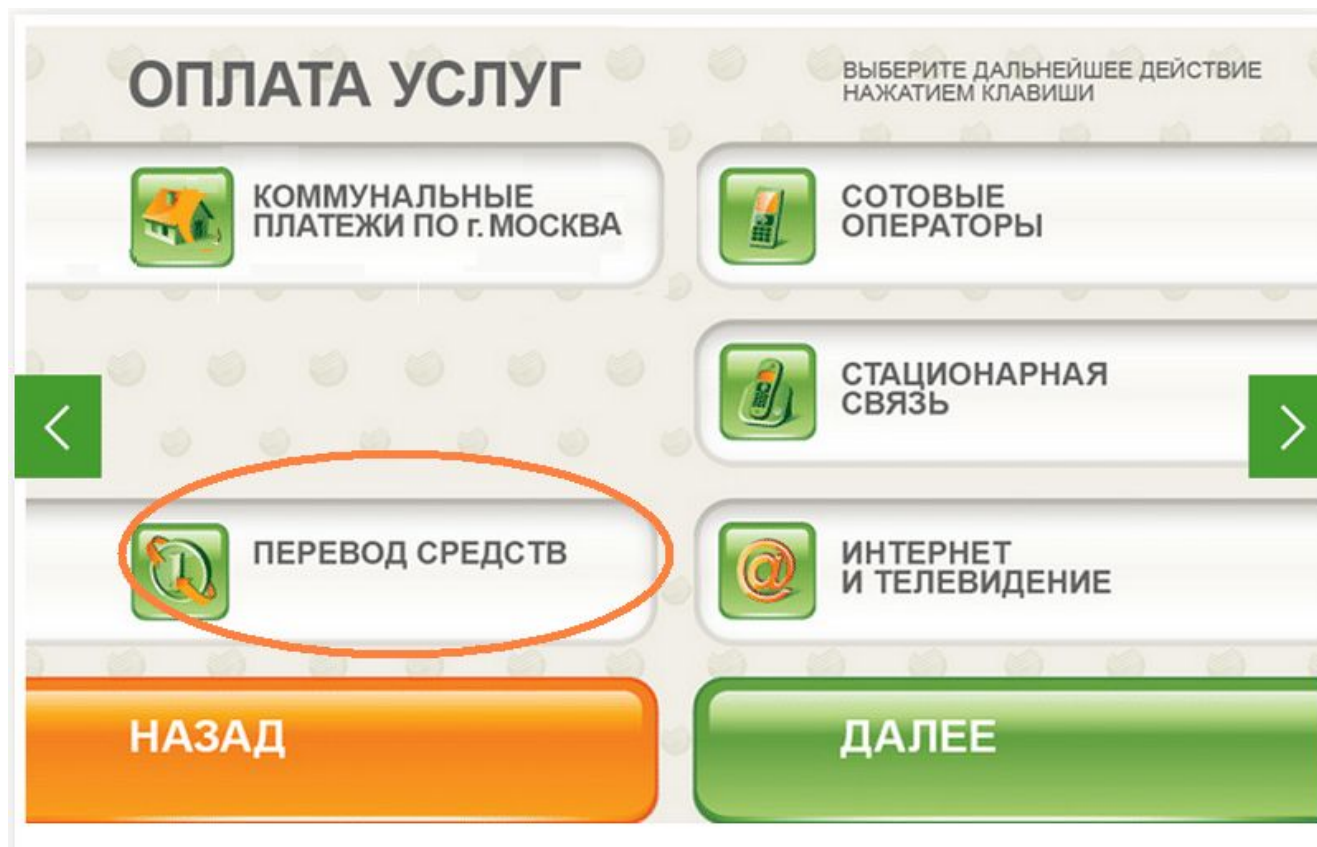 ОПЛАТА УСЛУГ
ВЫБЕРИТЕ ДАЛЬНЕЙШЕЕ ДЕЙСТВИЕ
НАЖАТИЕМ КЛАВИШИ
КОММУНАЛЬНЫЕ
ПЛАТЕЖИ ПО г. МОСКВА
СОТОВЫЕ
ОПЕРАТОРЫ
СТАЦИОНАРНАЯ
СВЯЗЬ
ПЕРЕВОД СРЕДСТВ
ИНТЕРНЕТ
И ТЕЛЕВИДЕНИЕ
НАЗАД
ДАЛЕЕ